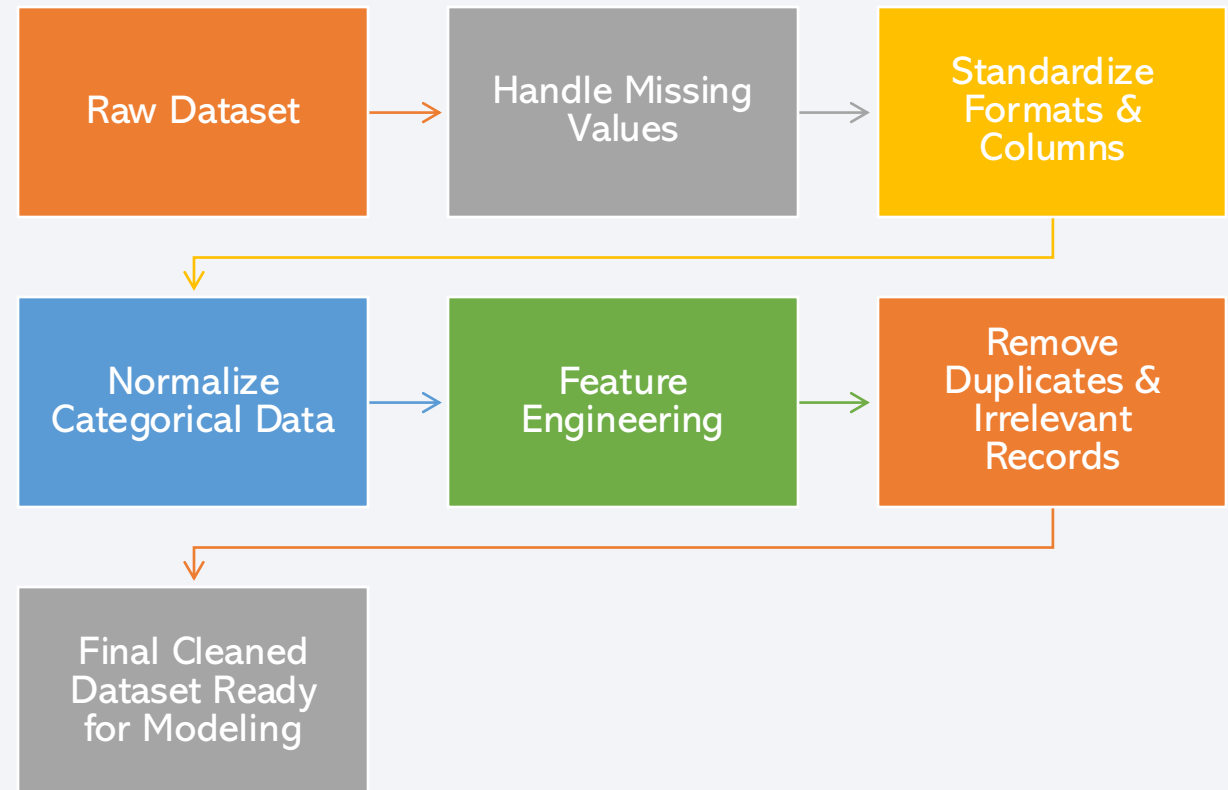 Raw Dataset
Handle Missing
Values
Standardize
Formats &
Columns
Normalize
Categorical Data
Feature
Engineering
Remove
Duplicates &
Irrelevant
Records
Final Cleaned
Dataset Ready
for Modeling